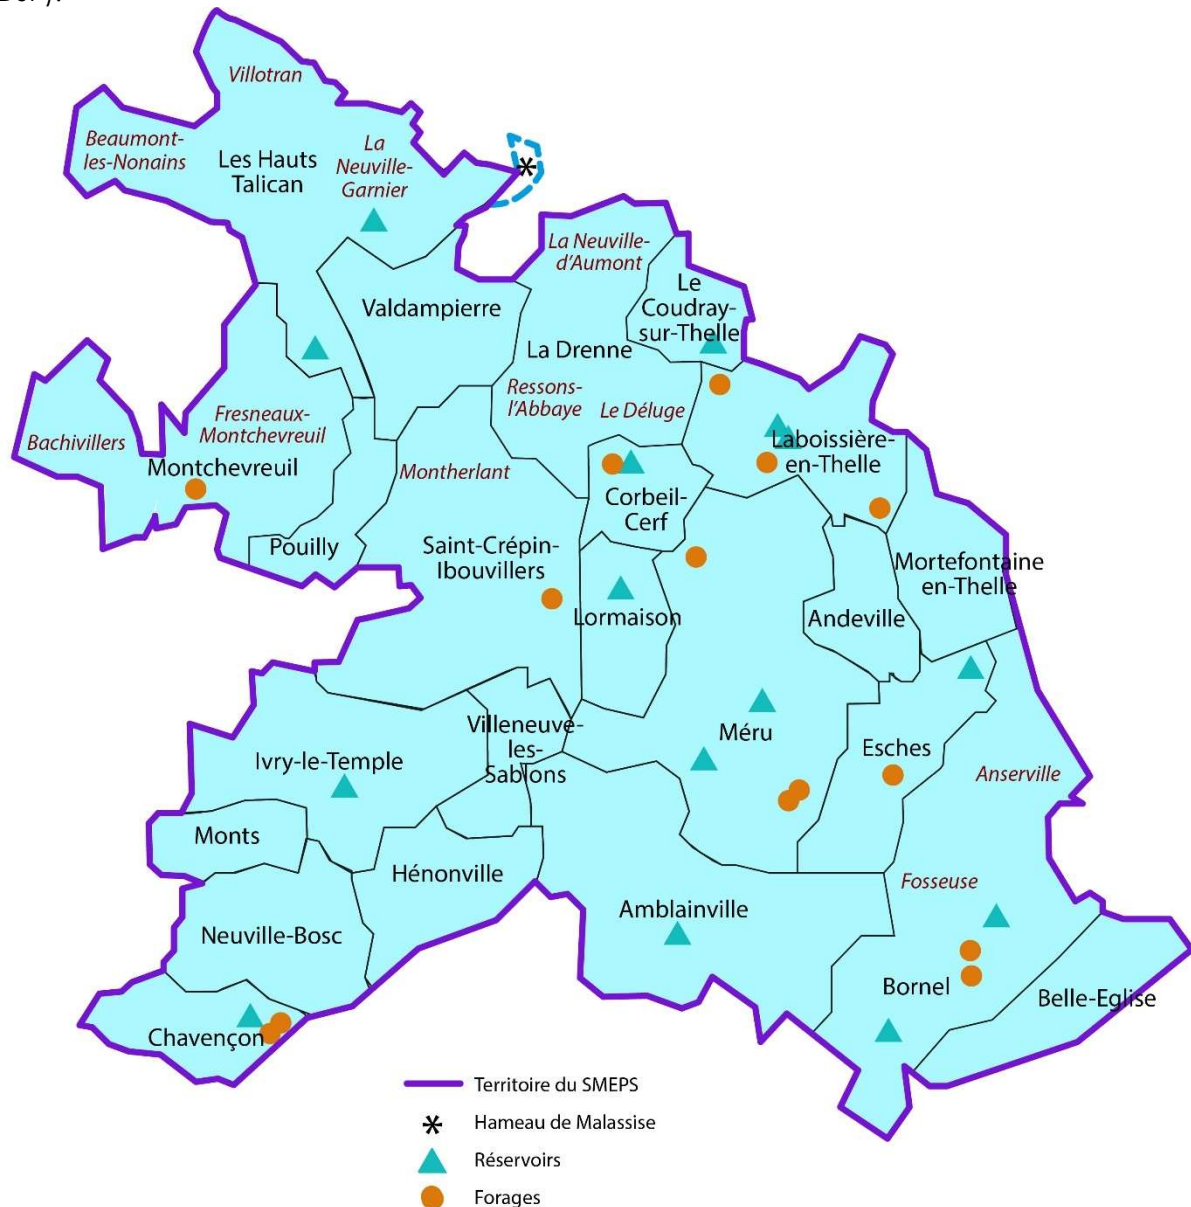 Villotran
Beaumont-
les-Nonains
Les Hauts
Talican
La
Neuville-
Garnier
La Neuville-
d'Aumont
Le
Coudray-
sur-Thelle
Valdampierre
La Drenne
Ressons-
l'Abbaye
Le Déluge
Bachivillers
Fresneaux-
Montchevreuil
Montchevreuil
Montherlant
Laboissière-
en-Thelle
Corbeil-
Cerf
Pouilly
Saint-Crépin-
Ibouvillers
Mortefontaine
en-Thelle
Lormaison
Andeville
Villeneuve-
les-
Sablons
Méru
Esches
Ivry-le-Temple
Anserville
Monts
Hénonville
Fosseuse
Amblainville
Neuville-Bosc
Bornel
Belle-Eglise
Chavençon
Territoire du SMEPS
Hameau de Malassise
Réservoirs
Forages